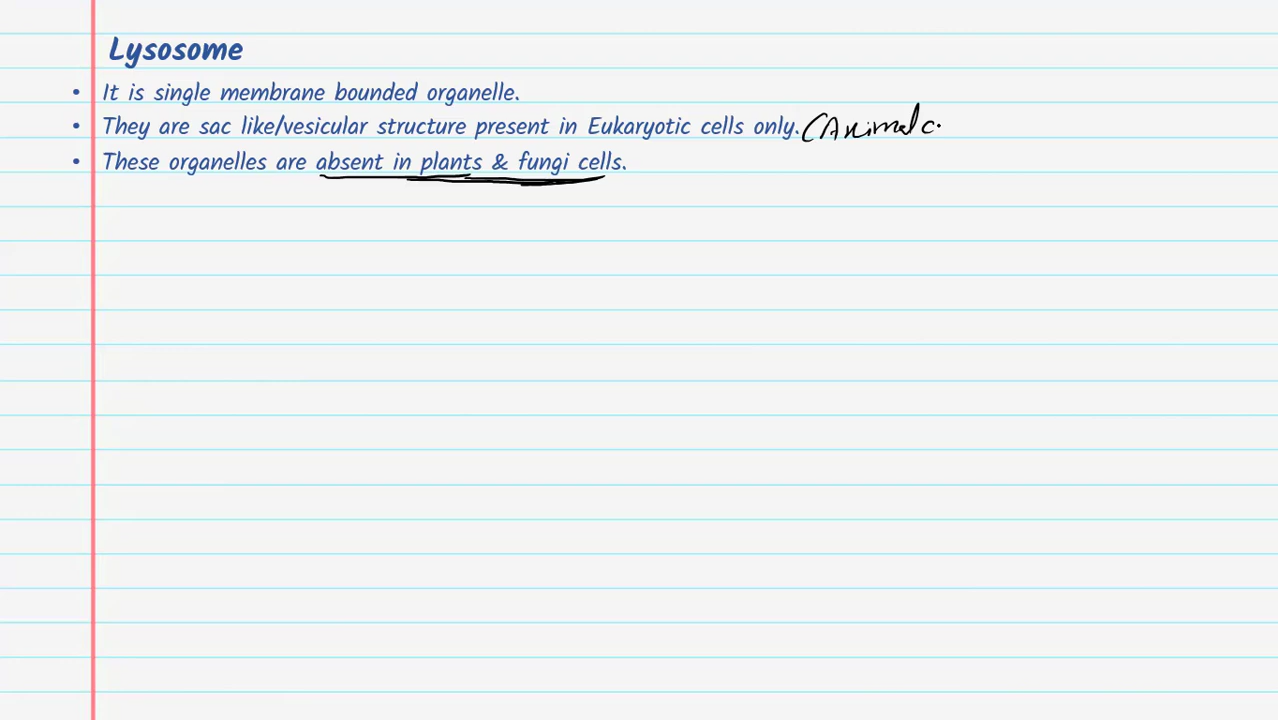 Lysosome
• It is single membrane bounded organelle.
• They are sac like/vesicular structure present in Eukaryotic cells only. (Animal c.
• These organelles are absent in plants & fungi cells.